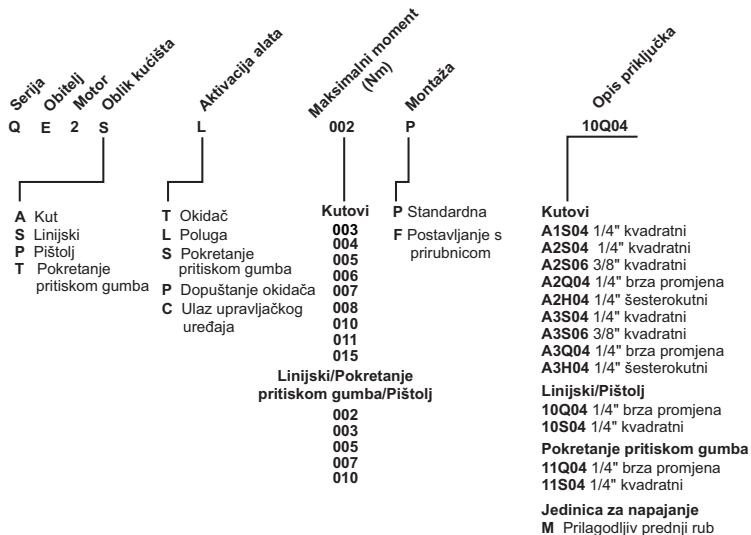 Serija
Obitelj
Motor
Oblik kućišta
Aktivacija alata
Maksimalni moment
(Nm)
Montaža
Opis priključka
Q E 2 S L 002 P 10Q04
A Kut
S Linijski
P Pištolj
T Pokretanje
pritiskom gumba
T Okidač
L Poluga
S Pokretanje
pritiskom gumba
P Dopuštanje okidača
C Ulaz upravljačkog
uređaja
Kutovi
003
004
005
006
007
008
010
011
015
Linijski/Pokretanje
pritiskom gumba/Pištolj
002
003
005
007
010
P Standardna
F Postavljanje s
prirubnicom
Kutovi
A1S04 1/4" kvadratni
A2S04 1/4" kvadratni
A2S06 3/8" kvadratni
A2Q04 1/4" brza promjena
A2H04 1/4" šesterokutni
A3S04 1/4" kvadratni
A3S06 3/8" kvadratni
A3Q04 1/4" brza promjena
A3H04 1/4" šesterokutni
Linijski/Pištolj
10Q04 1/4" brza promjena
10S04 1/4" kvadratni
Pokretanje pritiskom gumba
11Q04 1/4" brza promjena
11S04 1/4" kvadratni
Jedinica za napajanje
M Prilagodljiv prednji rub